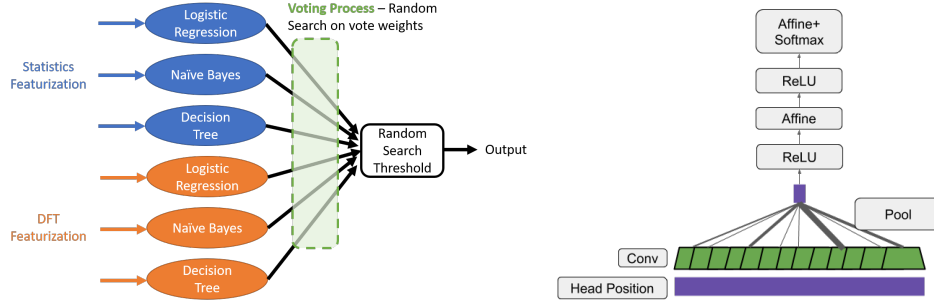 Logistic
Regression
Voting Process – Random
Search on vote weights
Statistics
Featurization
Naïve Bayes
Decision
Tree
Random
Search
Threshold
Output
Logistic
Regression
DFT
Featurization
Naïve Bayes
Decision
Tree
Affine+
Softmax
ReLU
Affine
ReLU
Pool
Conv
Head Position